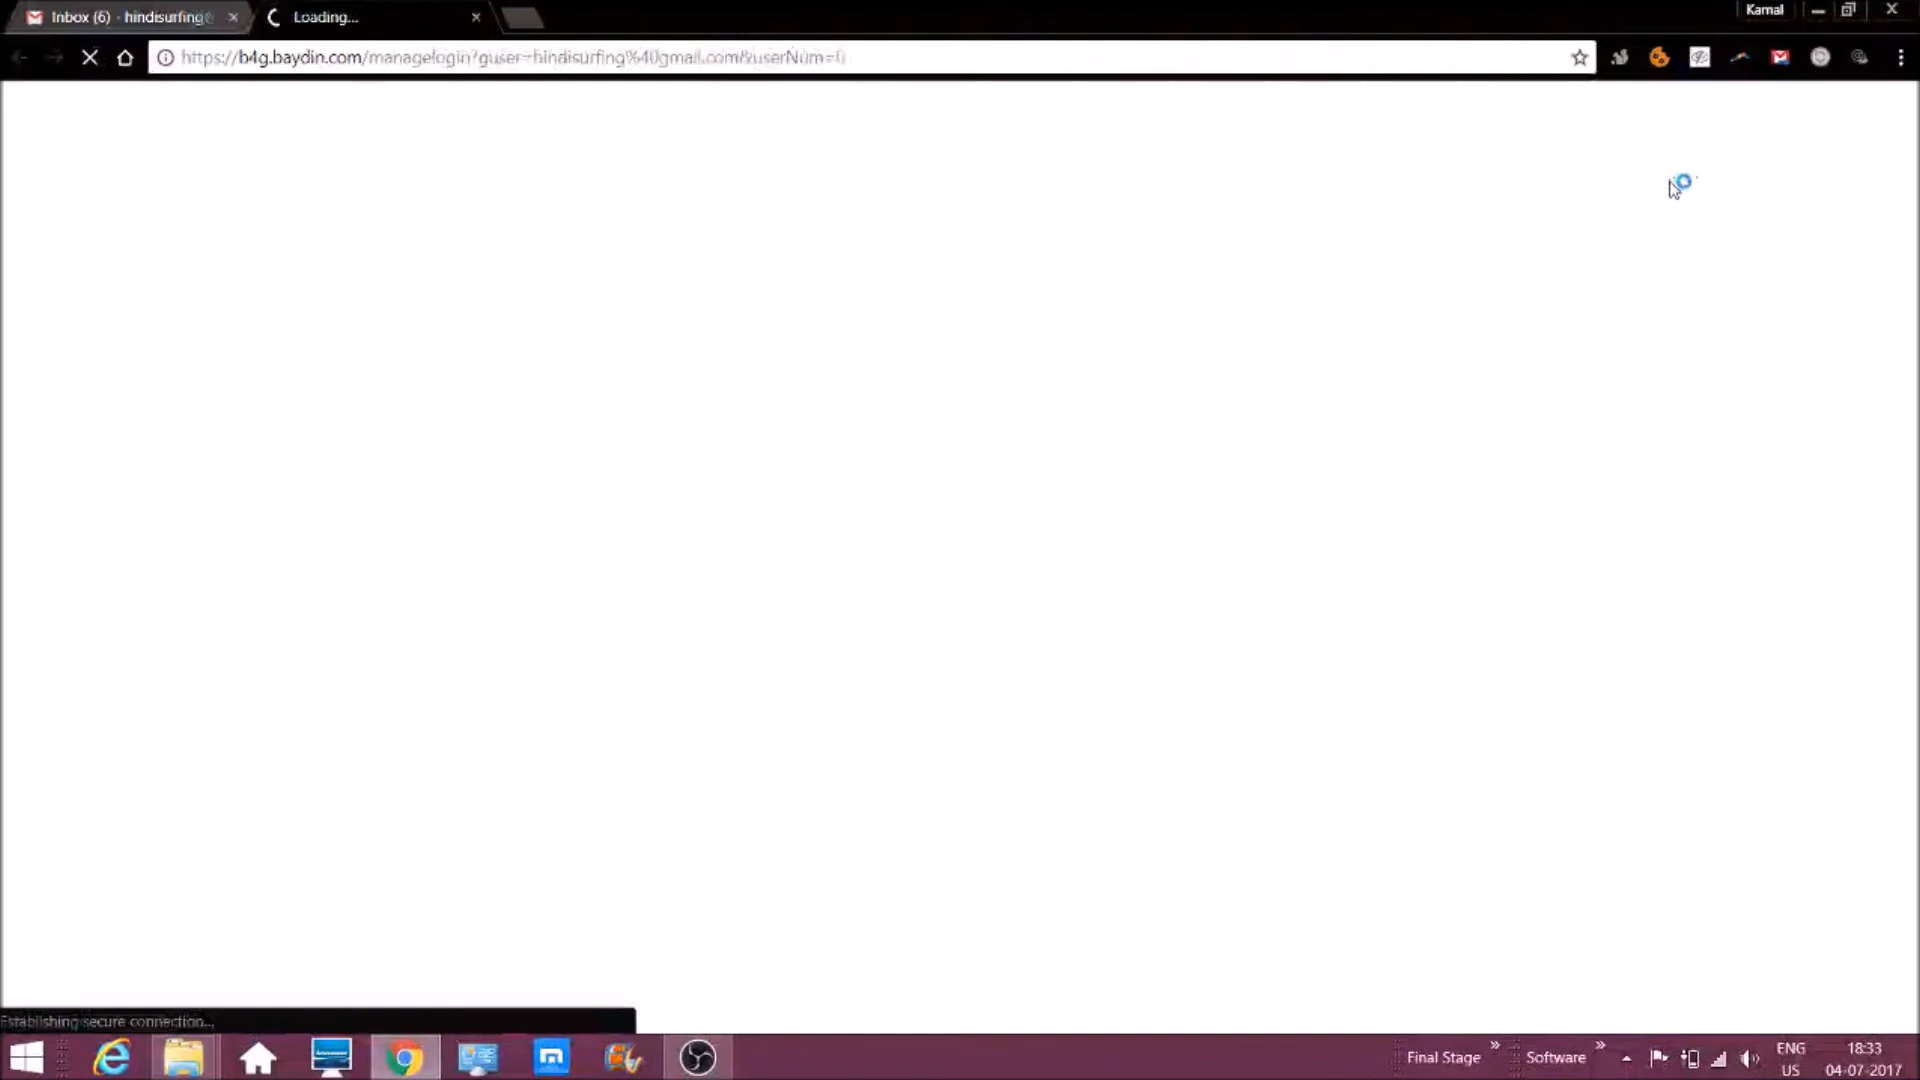 Inbox (6) - hindisurfing@
Loading...
Kamal
https://b4g.baydin.com/managelogin?guser=hindisurfing%40gmail.com&userNum=0
Establishing secure connection...
Final Stage
Software
ENG
US
18:33
04-07-2017